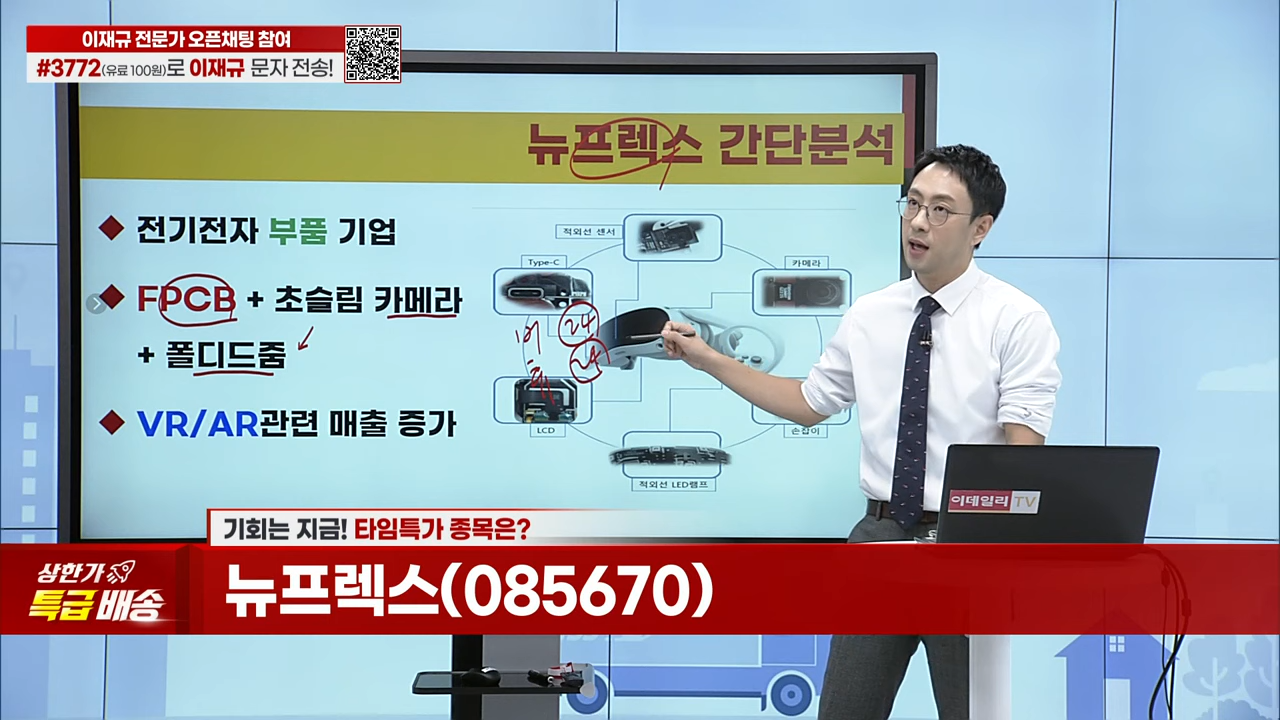 이재규 전문가 오픈채팅 참여
#3772(유료 100원)로 이재규 문자 전송!
뉴프렉스 간단분석
◆ 전기전자 부품 기업
◆ FPCB + 초슬림 카메라
+ 폴디드줌
◆ VR/AR관련 매출 증가
적외선 센서
Type-C
카메라
24
24
LCD
손잡이
적외선 LED램프
이데일리 TV
기회는 지금! 타임특가 종목은?
상한가
특급 배송
뉴프렉스(085670)